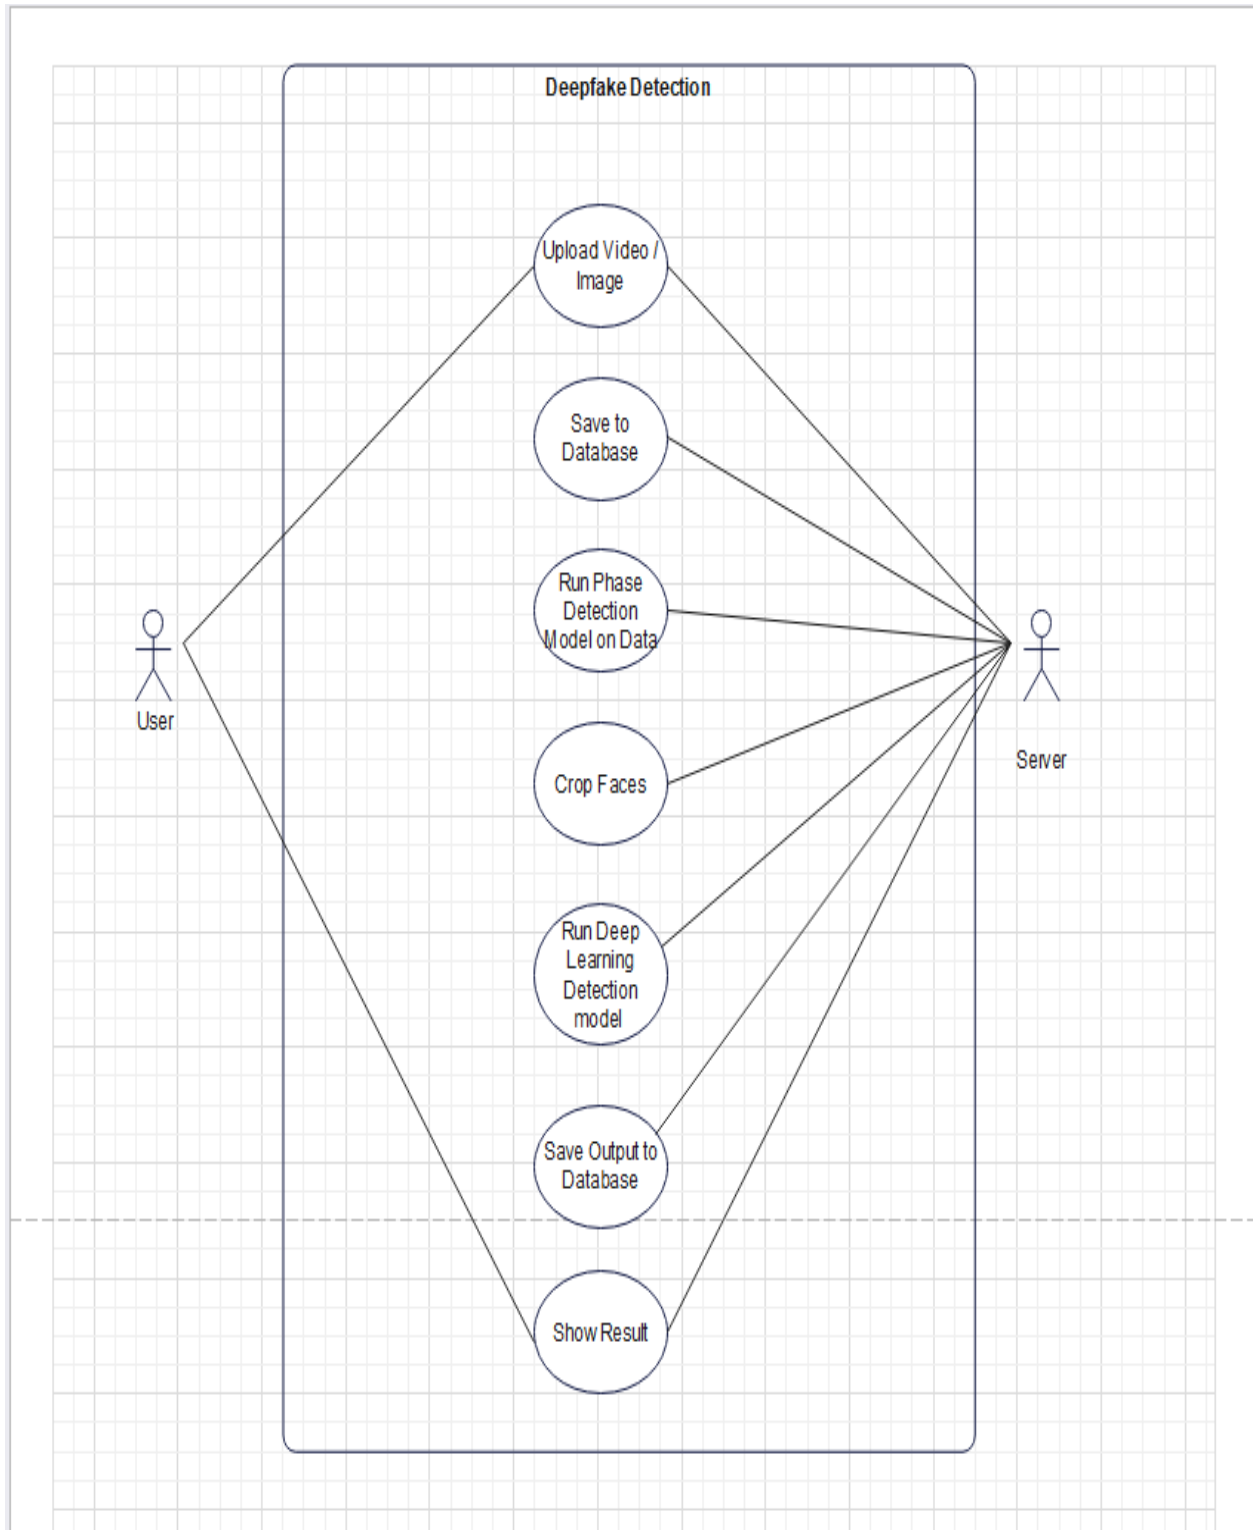 Deepfake Detection
Upload Video /
Image
Save to
Database
Run Phase
Detection
Model on Data
User
Server
Crop Faces
Run Deep
Learning
Detection
model
Save Output to
Database
Show Result